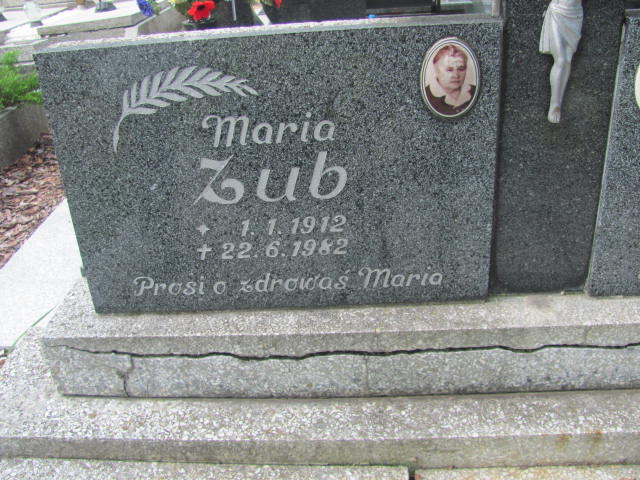 Maria
Zub
1.1.1912
22.6.1982
Prosi o zdrowaś Maria